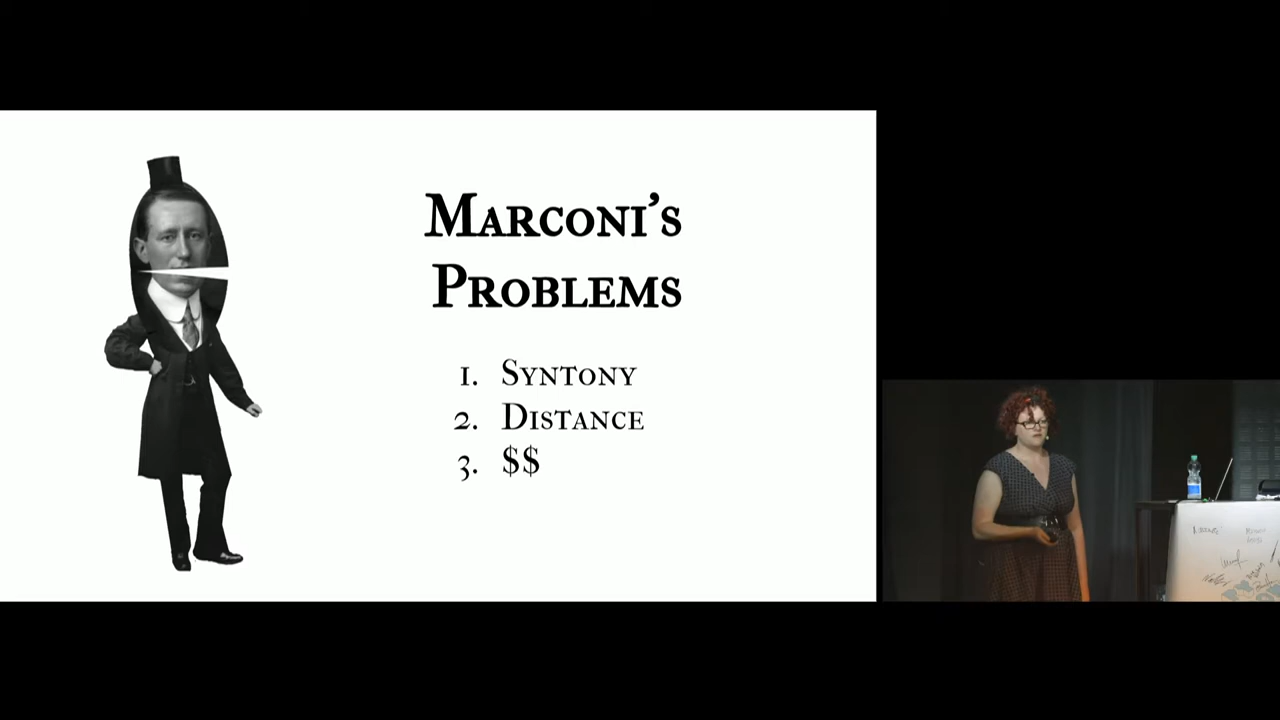 Marconi's
Problems
1. Syntony
2. Distance
3. $$